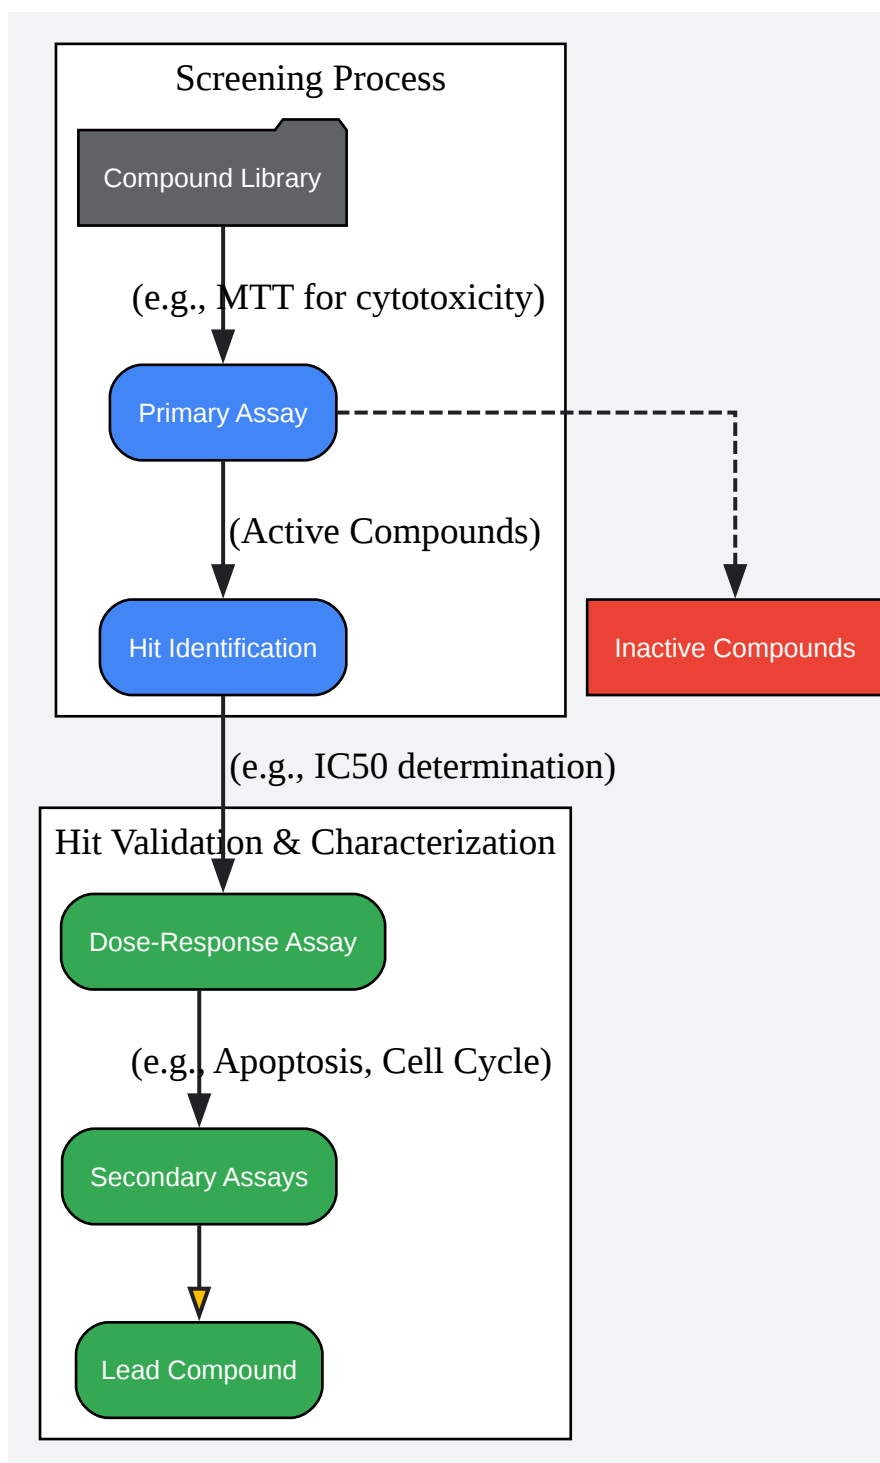 Screening Process
Compound Library
(e.g., MTT for cytotoxicity)
Primary Assay
(Active Compounds)
Hit Identification
Inactive Compounds
(e.g., IC50 determination)
Hit Validation & Characterization
Dose-Response Assay
(e.g., Apoptosis, Cell Cycle)
Secondary Assays
Lead Compound